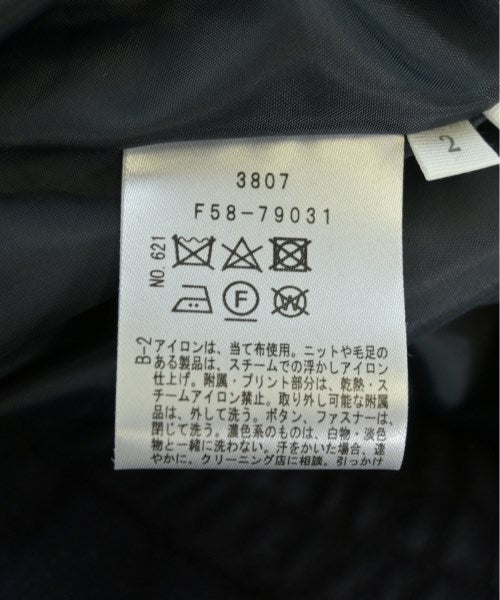 2
3807
F58-79031
NO. 621
F
W
B-2
アイロンは、当て布使用。ニットや毛足の
ある製品は、スチームでの浮かしアイロン
仕上げ。附属・プリント部分は、乾熱・ス
チームアイロン禁止。取り外し可能な附属
品は、外して洗う。ボタン、ファスナーは、
閉じて洗う。濃色系のものは、白物・淡色
物と一緒に洗わない。汗をかいた場合、速
やかに、クリーニング店に相談。引っかけ